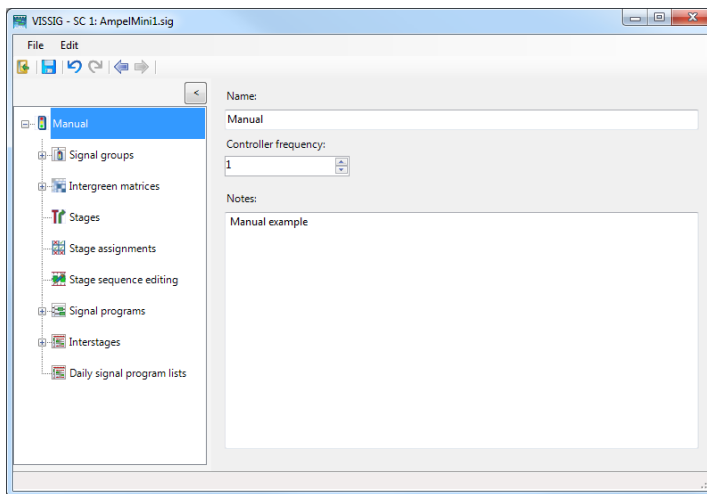 VISSIG - SC 1: AmpelMini1.sig
File Edit
<
Manual
Signal groups
Intergreen matrices
Stages
Stage assignments
Stage sequence editing
Signal programs
Interstages
Daily signal program lists
Name:
Manual
Controller frequency:
1
Notes:
Manual example